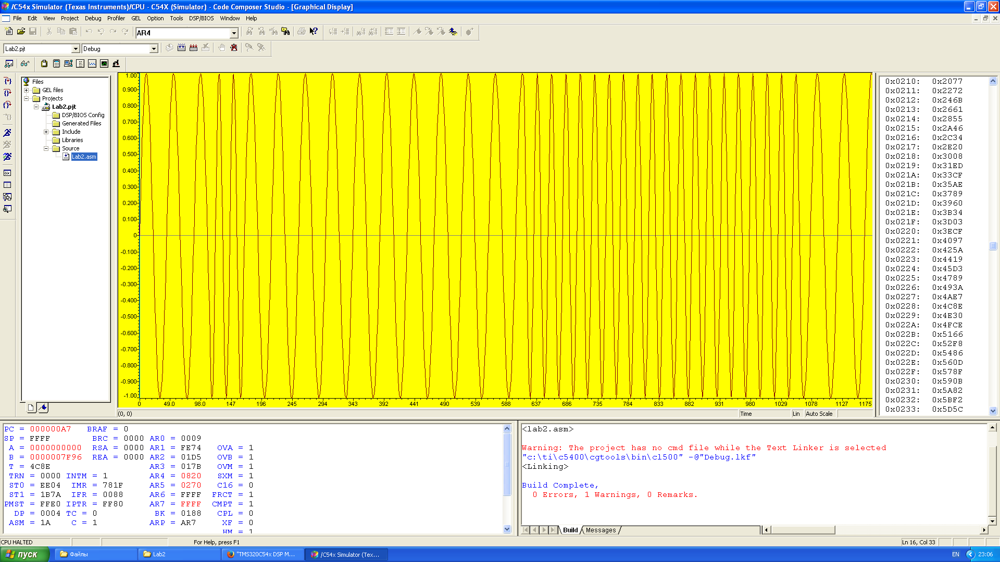 /C54x Simulator (Texas Instruments)/CPU - C54X (Simulator) - Code Composer Studio - [Graphical Display]
File Edit View Project Debug Profiler GEL Option Tools DSP/BIOS Window Help
AR4
Lab2.pjt Debug
Files
GEL files
Projects
Lab2.pjt
DSP/BIOS Config
Generated Files
Include
Libraries
Source
Lab2.asm
1.00
0.900
0.800
0.700
0.600
0.500
0.400
0.300
0.200
0.100
0
-0.100
-0.200
-0.300
-0.400
-0.500
-0.600
-0.700
-0.800
-0.900
-1.00
0 49.0 98.0 147 196 245 294 343 392 441 490 539 588 637 686 735 784 833 882 931 980 1029 1078 1127 1175
(0, 0) Time Lin Auto Scale
0x0210: 0x2077
0x0211: 0x2272
0x0212: 0x246B
0x0213: 0x2661
0x0214: 0x2855
0x0215: 0x2A46
0x0216: 0x2C34
0x0217: 0x2E20
0x0218: 0x3008
0x0219: 0x31ED
0x021A: 0x33CF
0x021B: 0x35AE
0x021C: 0x3789
0x021D: 0x3960
0x021E: 0x3B34
0x021F: 0x3D03
0x0220: 0x3ECF
0x0221: 0x4097
0x0222: 0x425A
0x0223: 0x4419
0x0224: 0x45D3
0x0225: 0x4789
0x0226: 0x493A
0x0227: 0x4AE7
0x0228: 0x4C8E
0x0229: 0x4E30
0x022A: 0x4FCE
0x022B: 0x5166
0x022C: 0x52F8
0x022D: 0x5486
0x022E: 0x560D
0x022F: 0x578F
0x0230: 0x590B
0x0231: 0x5A82
0x0232: 0x5BF2
0x0233: 0x5D5C
PC = 000000A7 BRAF = 0
SP = FFFF BRC = 0000 AR0 = 0009
A = 0000000000 RSA = 0000 AR1 = FE74 OVA = 1
B = 0000007F96 REA = 0000 AR2 = 01D5 OVB = 1
T = 4C8E AR3 = 017B OVM = 1
TRN = 0000 INTM = 1 AR4 = 0820 SXM = 1
ST0 = EE04 IMR = 781F AR5 = 0270 C16 = 0
ST1 = 1B7A IFR = 0088 AR6 = FFFF FRCT = 1
PMST = FFE0 IPTR = FF80 AR7 = FFFF CMPT = 1
DP = 0004 TC = 0 BK = 0188 CPL = 0
ASM = 1A C = 1 ARP = AR7 XF = 0
HM = 1
<lab2.asm>
Warning: The project has no cmd file while the Text Linker is selected
"c:\ti\c5400\cgtools\bin\cl500" -@"Debug.lkf"
<Linking>
Build Complete,
0 Errors, 1 Warnings, 0 Remarks.
Build Messages
CPU HALTED For Help, press F1 Ln 16, Col 33
пуск Файлы Lab2 "TMS320C54x DSP M... /C54x Simulator (Tex... EN 23:06